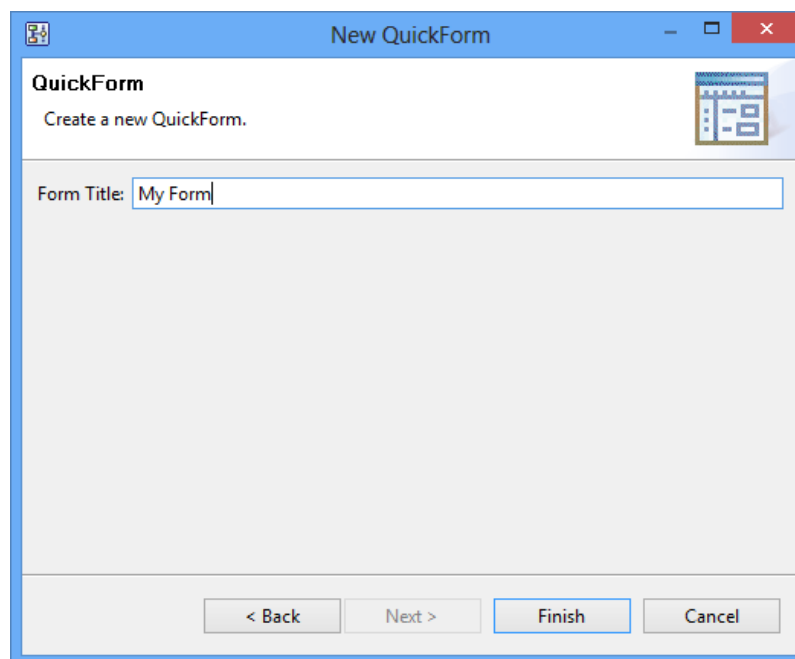 New QuickForm
QuickForm
Create a new QuickForm.
Form Title: My Form
< Back Next > Finish Cancel